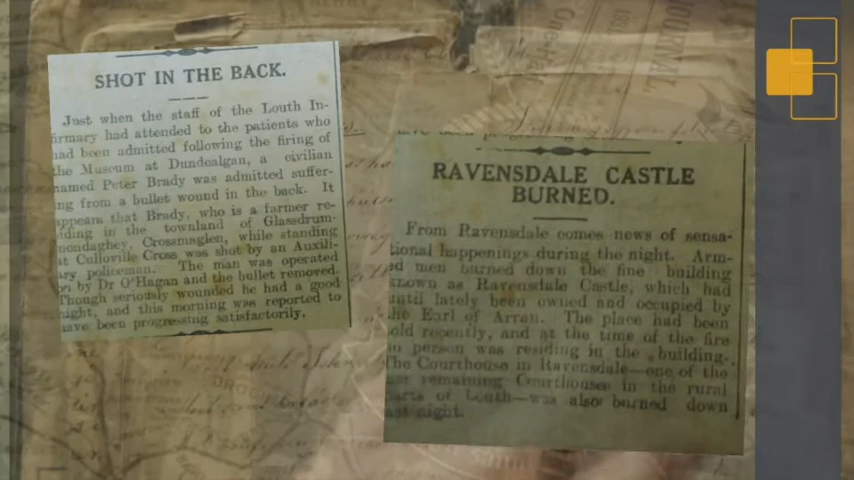 SHOT IN THE BACK.
Just when the staff of the Louth In-
firmary had attended to the patients who
had been admitted following the firing of
the Museum at Dundealgan, a civilian
named Peter Brady was admitted suffer-
ng from a bullet wound in the back. It
appears that Brady, who is a farmer re-
iding in the townland of Glassdrum-
mondaghey, Crossmaglen, while standing
at Culloville Cross was shot by an Auxili-
ry policeman. The man was operated
on by Dr O'Hagan and the bullet removed.
Though seriously wounded he had a good
night, and this morning was reported to
have been progressing satisfactorily.
RAVENSDALE CASTLE
BURNED.
From Ravensdale comes news of sensa-
tional happenings during the night. Arm-
ed men burned down the fine building
known as Ravensdale Castle, which had
until lately been owned and occupied by
the Earl of Arran. The place had been
old recently, and at the time of the fire
no person was residing in the building.
The Courthouse in Ravensdale—one of the
last remaining Courthouses in the rural
parts of Louth—was also burned down
last night.
JOURNAL